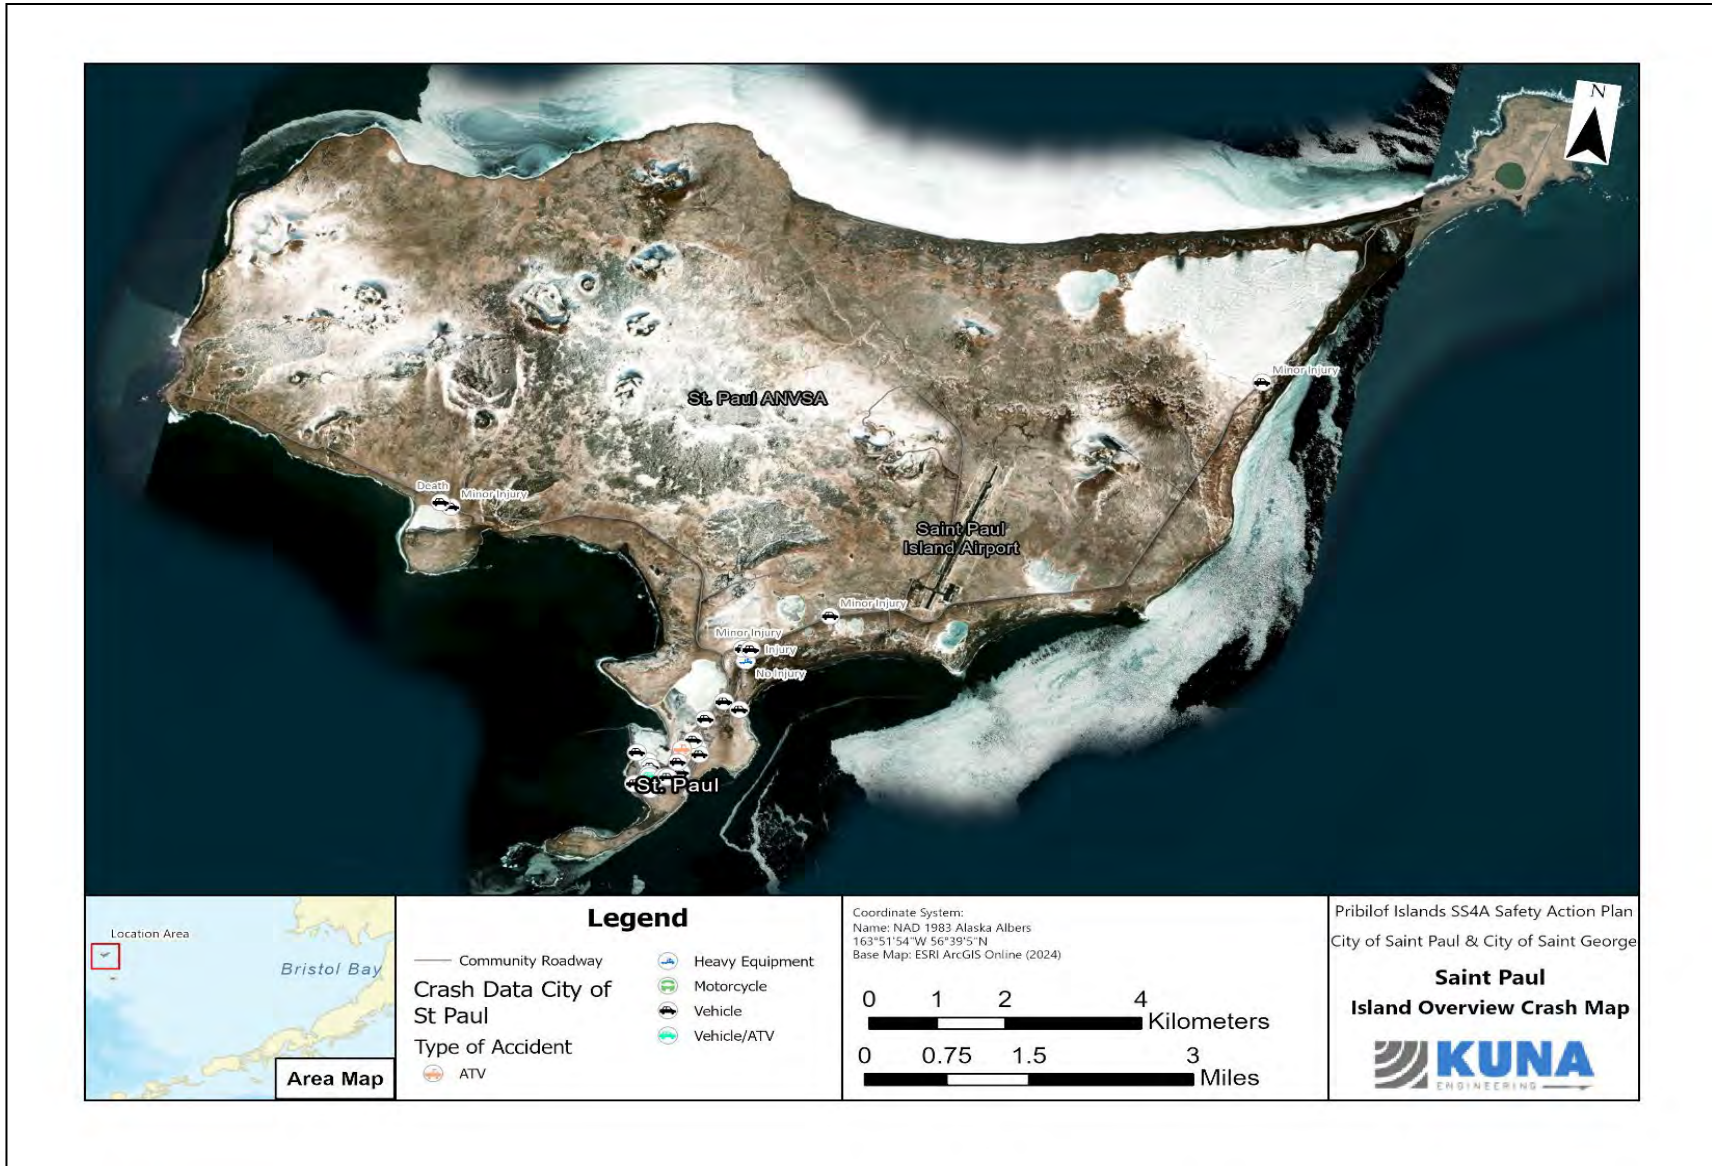 N
Minor Injury
St. Paul ANVSA
Death
Minor Injury
Saint Paul
Island Airport
Minor Injury
Minor Injury
Injury
No Injury
St. Paul
Location Area
Bristol Bay
Area Map
Legend
Community Roadway
Crash Data City of
St Paul
Type of Accident
ATV
Heavy Equipment
Motorcycle
Vehicle
Vehicle/ATV
Coordinate System:
Name: NAD 1983 Alaska Albers
163°51'54"W 56°39'5"N
Base Map: ESRI ArcGIS Online (2024)
0 1 2 4
Kilometers
0 0.75 1.5 3
Miles
Pribilof Islands SS4A Safety Action Plan
City of Saint Paul & City of Saint George
Saint Paul
Island Overview Crash Map
KUNA
ENGINEERING